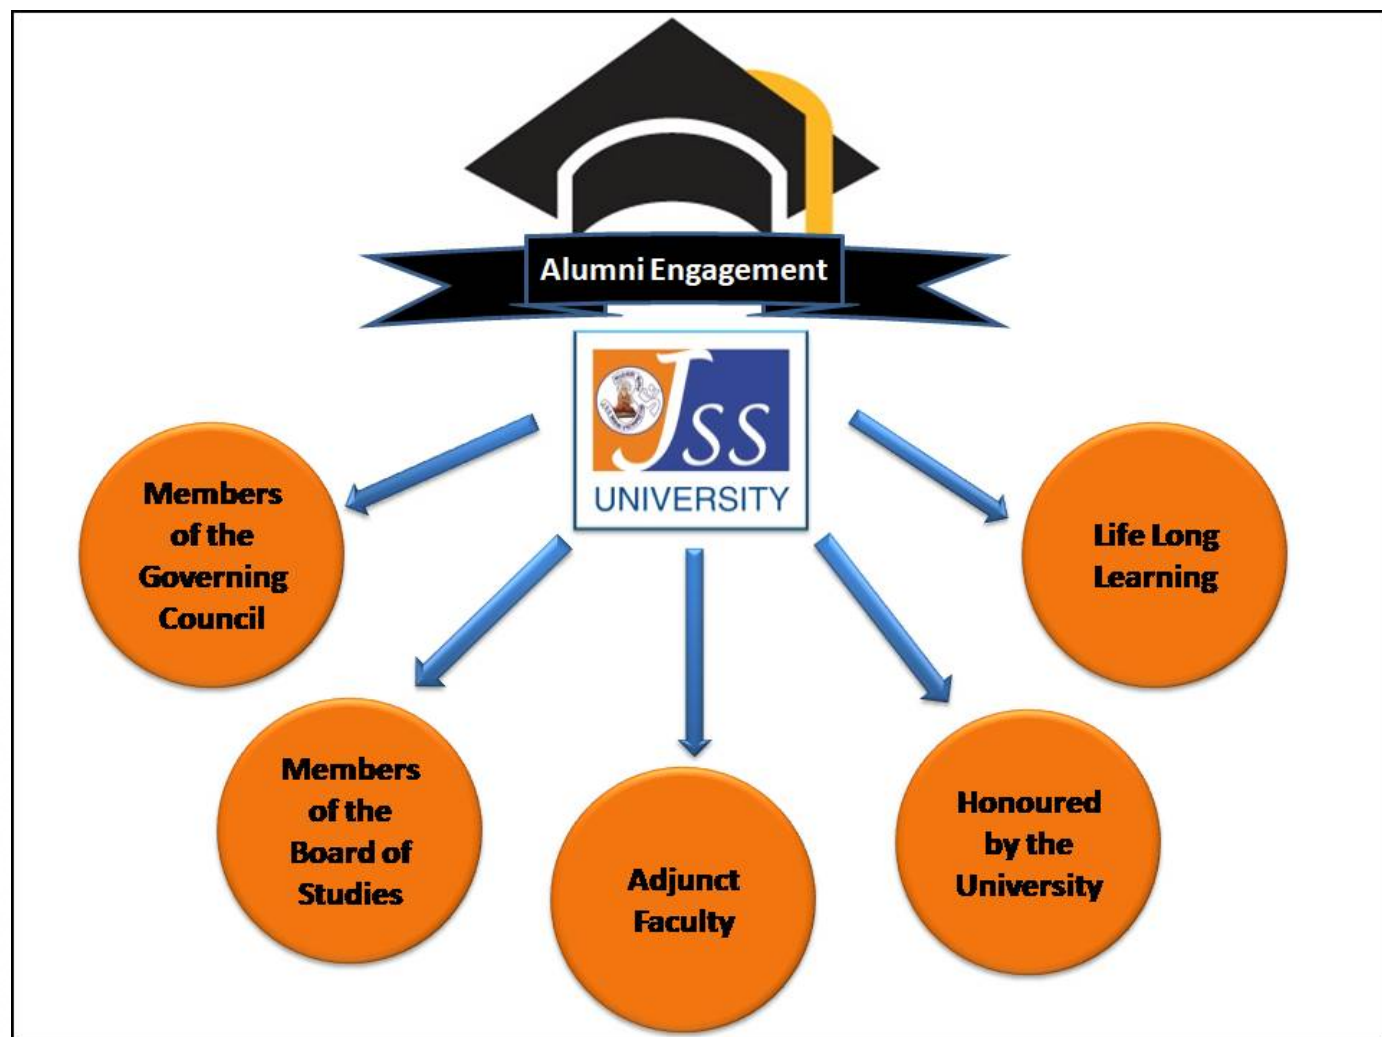 Alumni Engagement
JSS
UNIVERSITY
Members
of the
Governing
Council
Members
of the
Board of
Studies
Adjunct
Faculty
Honoured
by the
University
Life Long
Learning